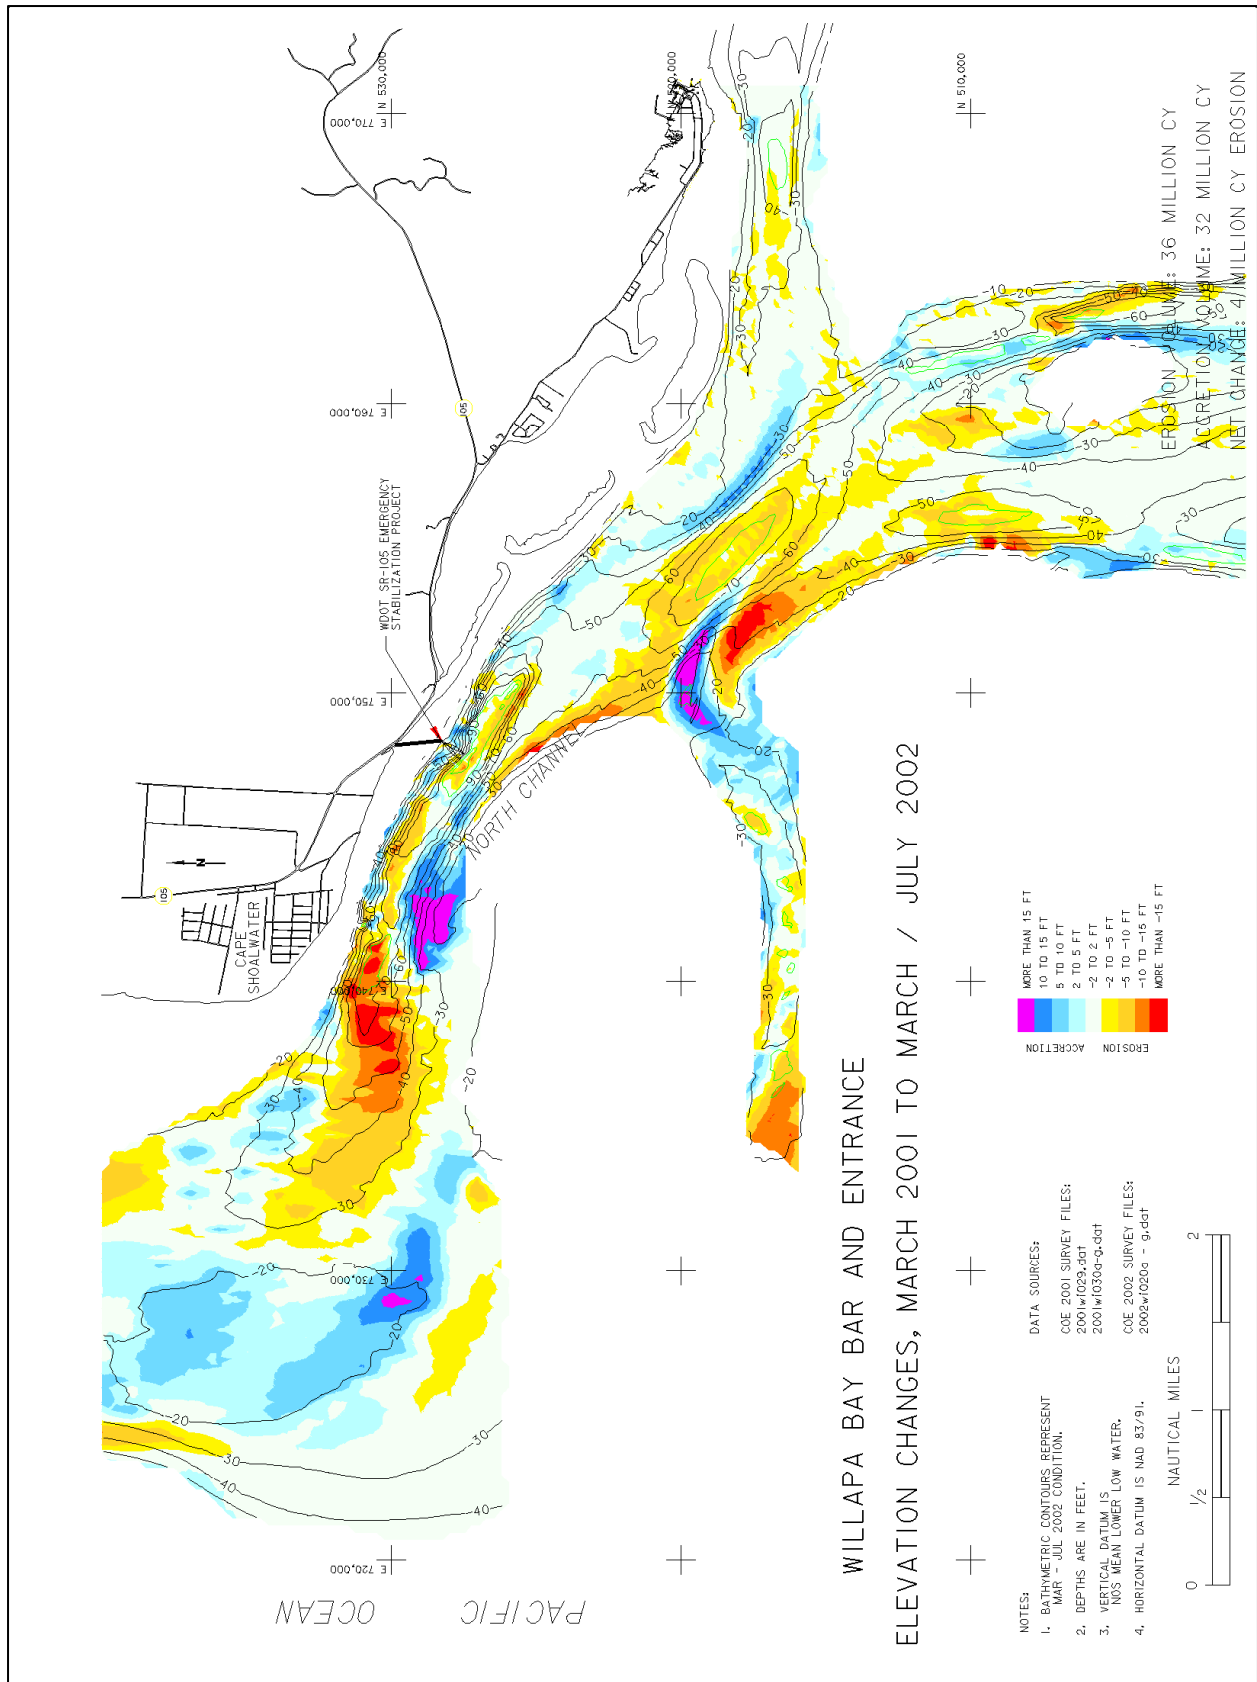 WILLAPA BAY BAR AND ENTRANCE
ELEVATION CHANGES, MARCH 2001 TO MARCH / JULY 2002
PACIFIC OCEAN
CAPE
SHOALWATER
N
105
105
WDOT SR-105 EMERGENCY
STABILIZATION PROJECT
NORTH CHANNEL
E 720,000
E 730,000
E 740,000
E 750,000
E 760,000
E 770,000
N 530,000
N 520,000
N 510,000
EROSION VOLUME: 36 MILLION CY
ACCRETION VOLUME: 32 MILLION CY
NET CHANGE: 4 MILLION CY EROSION
ACCRETION
EROSION
MORE THAN 15 FT
10 TO 15 FT
5 TO 10 FT
2 TO 5 FT
-2 TO 2 FT
-2 TO -5 FT
-5 TO -10 FT
-10 TO -15 FT
MORE THAN -15 FT
DATA SOURCES:
COE 2001 SURVEY FILES:
2001wi029.dat
2001wi030a-g.dat
COE 2002 SURVEY FILES:
2002wi020a - g.dat
NOTES:
1. BATHYMETRIC CONTOURS REPRESENT
MAR - JUL 2002 CONDITION.
2. DEPTHS ARE IN FEET.
3. VERTICAL DATUM IS
NOS MEAN LOWER LOW WATER.
4. HORIZONTAL DATUM IS NAD 83/91.
NAUTICAL MILES
0 1/2 1 2